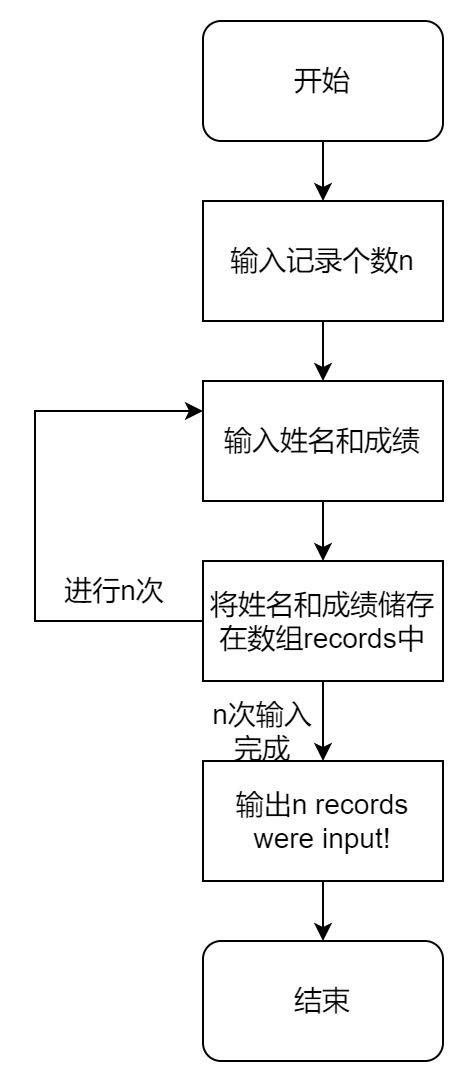 开始
输入记录个数n
输入姓名和成绩
进行n次
将姓名和成绩储存
在数组records中
n次输入
完成
输出n records
were input!
结束